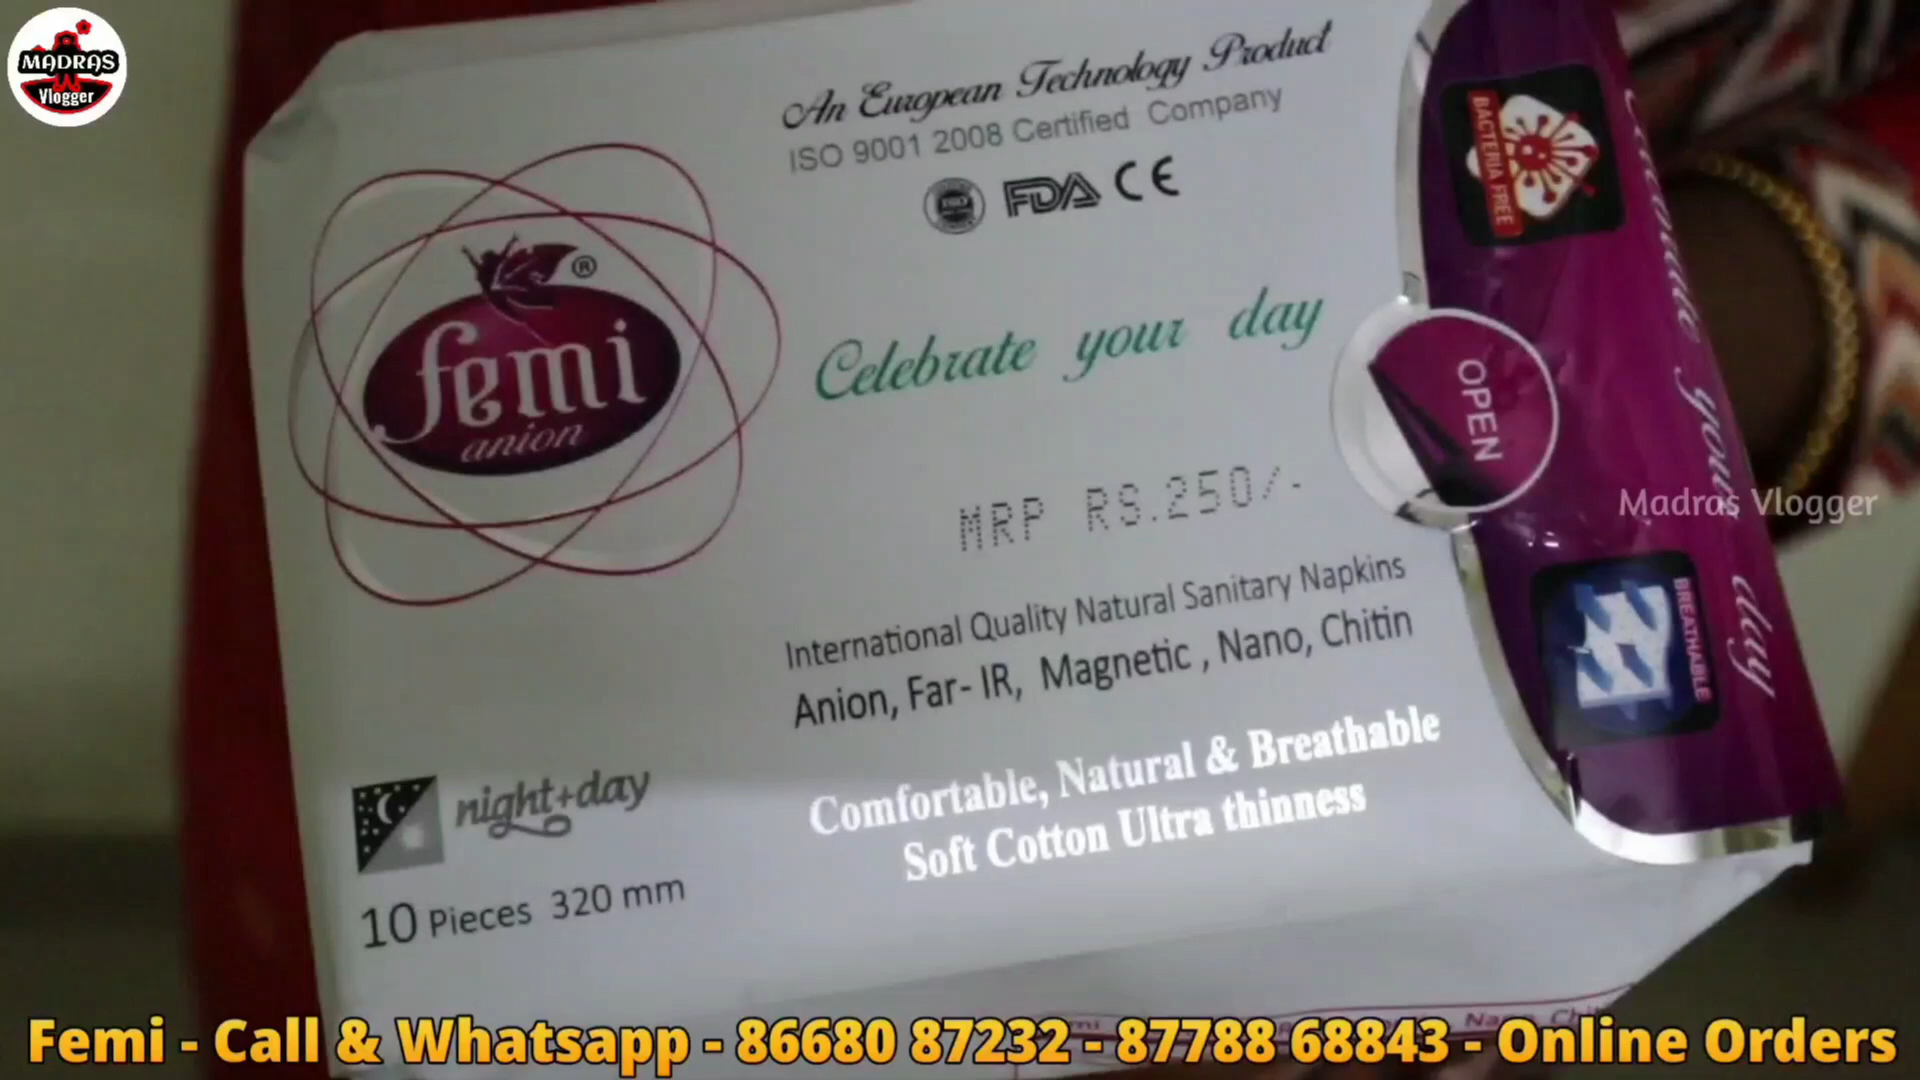 MADRAS
Vlogger
An European Technology Product
ISO 9001 2008 Certified Company
ISO FDA CE
femi ®
anion
Celebrate your day
MRP RS.250/-
International Quality Natural Sanitary Napkins
Anion, Far-IR, Magnetic , Nano, Chitin
Comfortable, Natural & Breathable
Soft Cotton Ultra thinness
night+day
10 Pieces 320 mm
BACTERIA FREE
OPEN
BREATHABLE
your day
Madras Vlogger
Femi - Call & Whatsapp - 86680 87232 - 87788 68843 - Online Orders